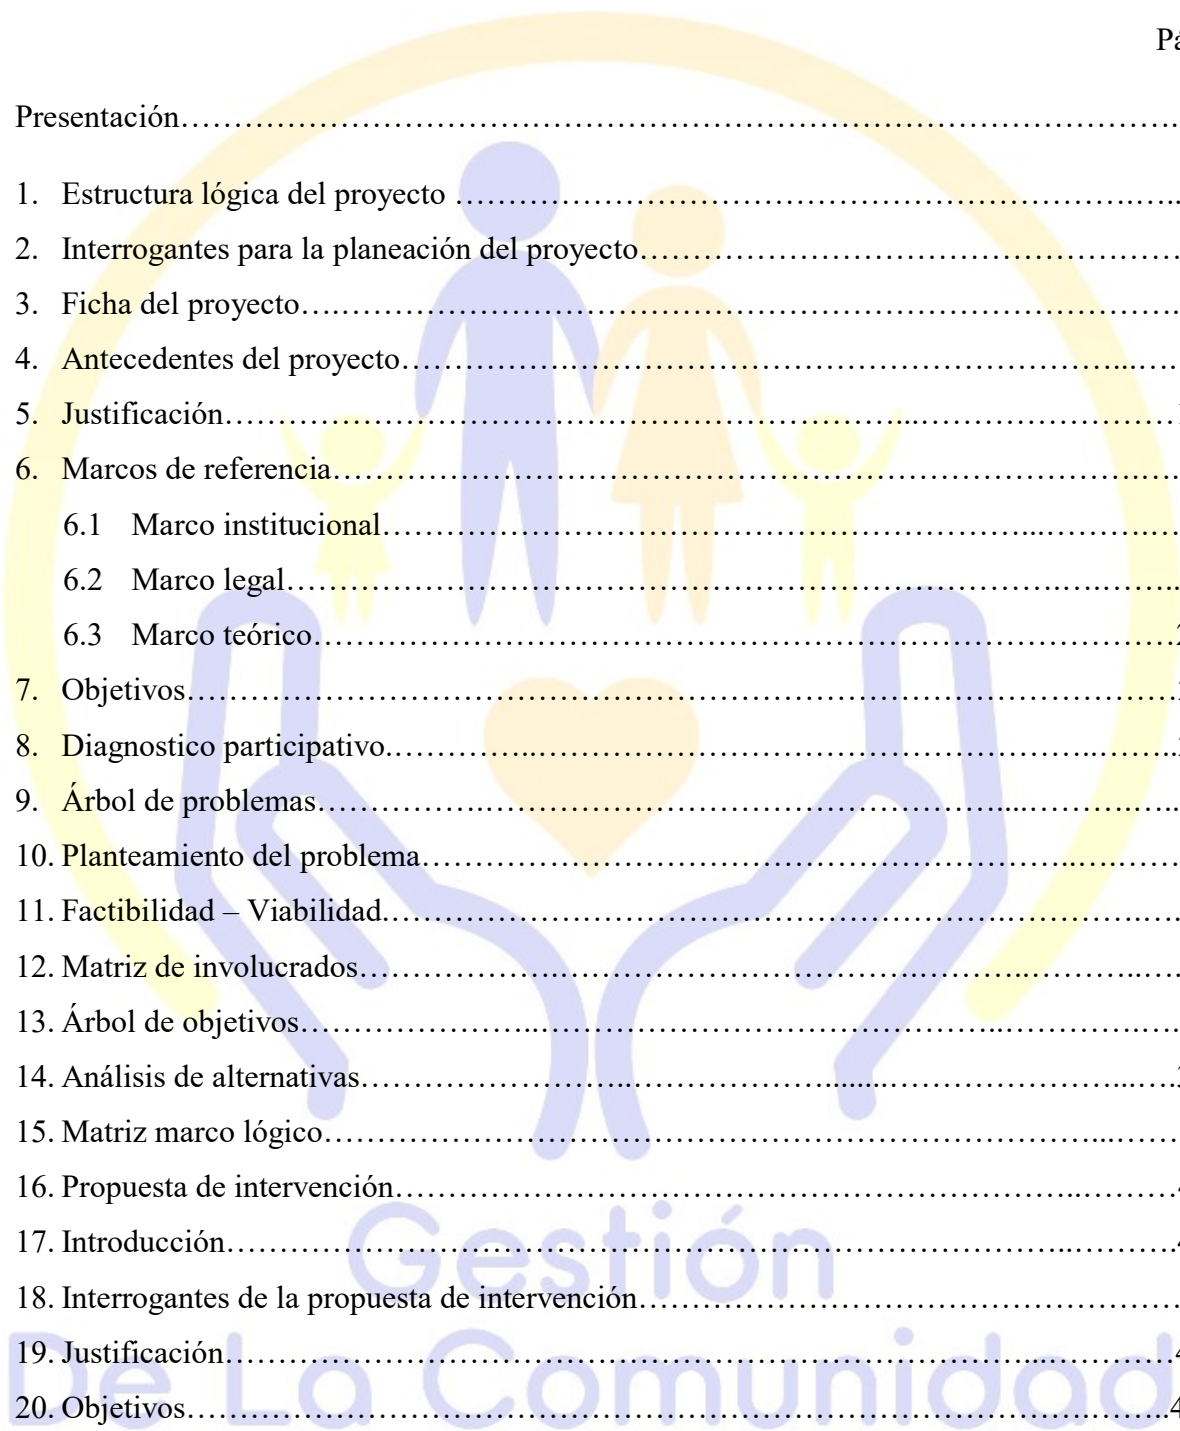 Pá
Presentación……………………………………………………………………………………
1. Estructura lógica del proyecto ……………………………………………………………
2. Interrogantes para la planeación del proyecto………………………………………………
3. Ficha del proyecto….………………………………………………………………………
4. Antecedentes del proyecto…………………………………………………………...….
5. Justificación…………………………………………………………...……………………
6. Marcos de referencia………………………………………………………………………
6.1 Marco institucional………………………………………………………...……….…
6.2 Marco legal……………………………………………………………………………
6.3 Marco teórico…………………………………………………………………………
7. Objetivos……………………………………………………………………………………
8. Diagnostico participativo……………..…………………………………………………..……
9. Árbol de problemas……………….………………………………………………...…………
10. Planteamiento del problema……………………………………………………….…………
11. Factibilidad – Viabilidad…………………………………………………………………….…
12. Matriz de involucrados……………………………………………….………..………..…
13. Árbol de objetivos……………………...………………………………………………….…
14. Análisis de alternativas……………………….…………………........……………………...…
15. Matriz marco lógico………………………………………………………………………...……
16. Propuesta de intervención………………………………………………………………..………
17. Introducción……………………………………………………………………………..……….
18. Interrogantes de la propuesta de intervención………………………………………………
19. Justificación……………………………………………………………………...………….4
20. Objetivos……………………………………………………………………………….………..4
Gestión
De La Comunidad